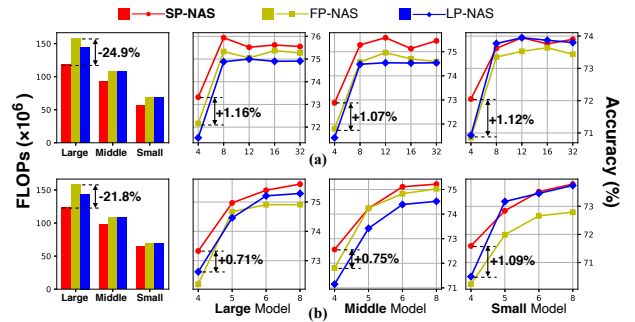 SP-NAS FP-NAS LP-NAS
FLOPs (×10⁶)
Accuracy (%)
150
100
50
0
-24.9%
Large Middle Small
76
75
74
73
72
+1.16%
4 8 12 16 32
75
74
73
72
+1.07%
4 8 12 16 32
74
73
72
71
+1.12%
4 8 12 16 32
(a)
150
100
50
0
-21.8%
Large Middle Small
75
74
73
+0.71%
4 5 6 8
Large Model
75
74
73
72
71
+0.75%
4 5 6 8
Middle Model
73
72
71
70
+1.09%
4 5 6 8
Small Model
(b)